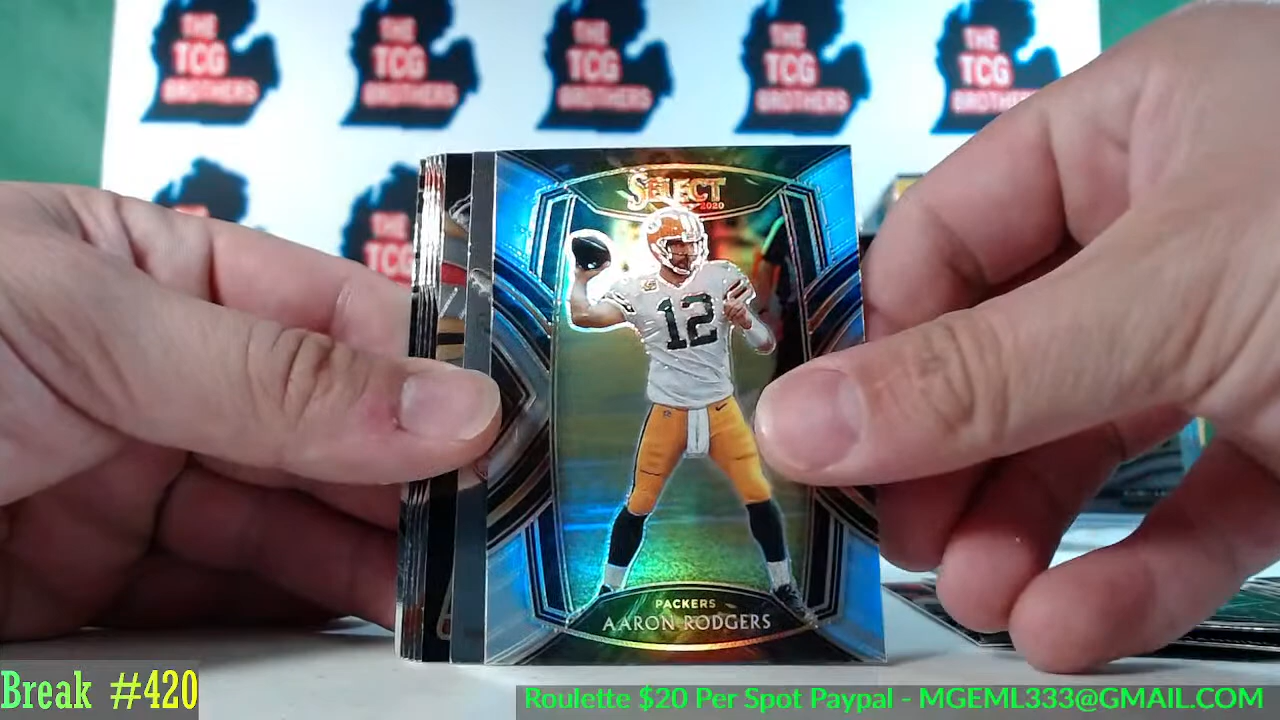 THE
TCG
BROTHERS
THE
TCG
BROTHERS
THE
TCG
BROTHERS
THE
TCG
BROTHERS
THE
TCG
BROTHERS
THE
TCG
SELECT
2020
12
PACKERS
AARON RODGERS
Break #420
Roulette $20 Per Spot Paypal - MGEML333@GMAIL.COM